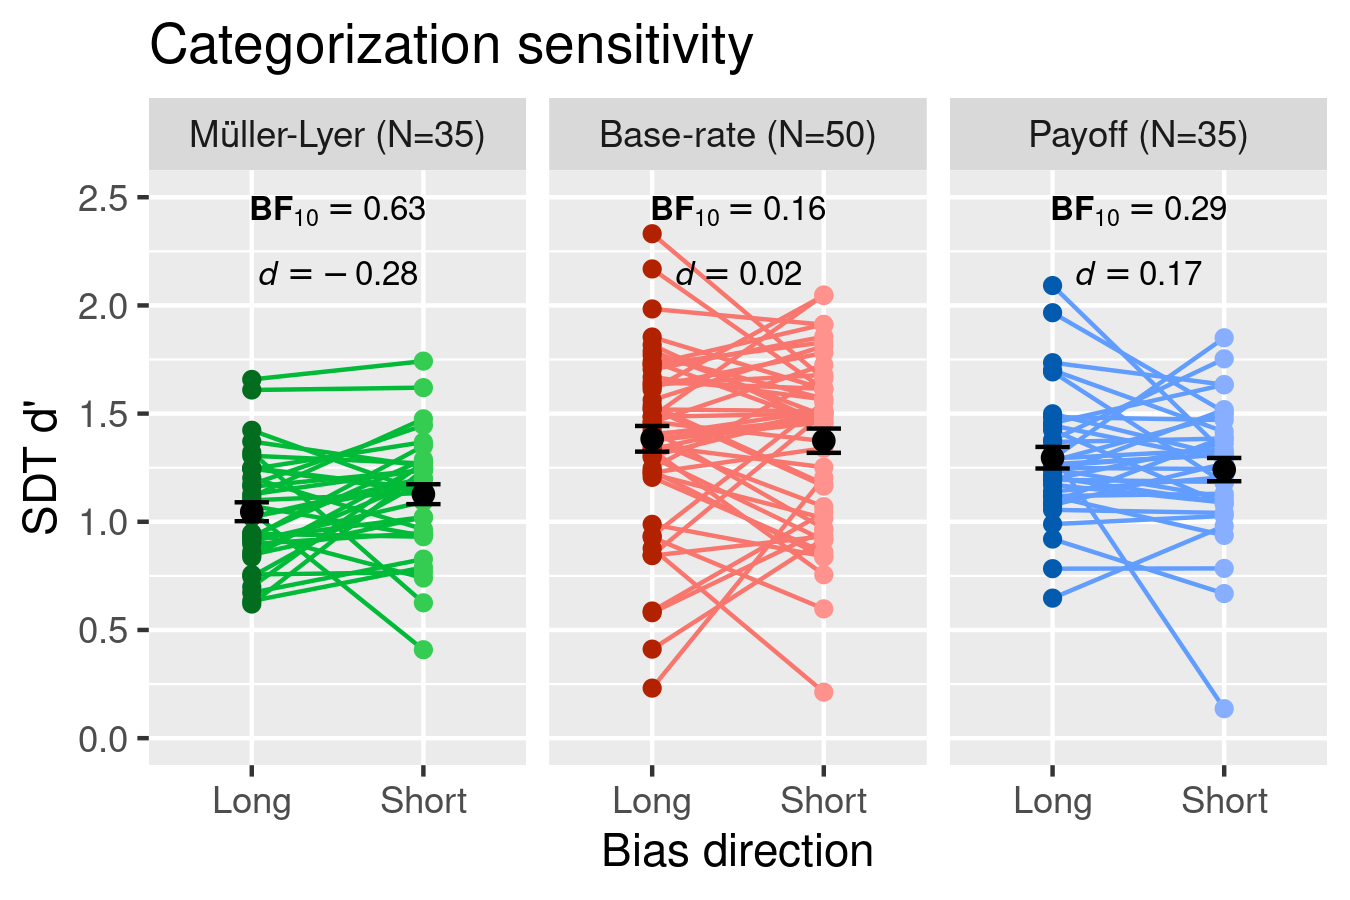 Categorization sensitivity
Müller-Lyer (N=35)
Base-rate (N=50)
Payoff (N=35)
BF₁₀ = 0.63
d = − 0.28
BF₁₀ = 0.16
d = 0.02
BF₁₀ = 0.29
d = 0.17
SDT d'
2.5
2.0
1.5
1.0
0.5
0.0
Long Short
Long Short
Long Short
Bias direction